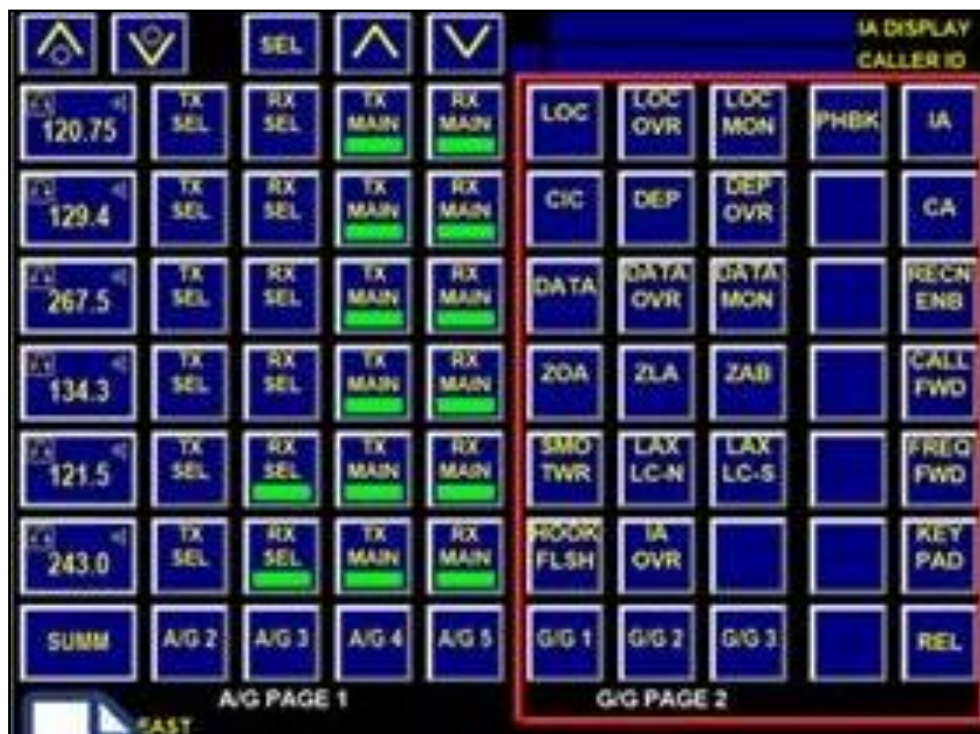 SEL
IA DISPLAY
CALLER ID
120.75 TX SEL RX SEL TX MAIN RX MAIN LOC LOC OVR LOC MON PHBK IA
129.4 TX SEL RX SEL TX MAIN RX MAIN CIC DEP DEP OVR CA
267.5 TX SEL RX SEL TX MAIN RX MAIN DATA DATA OVR DATA MON RECN ENB
134.3 TX SEL RX SEL TX MAIN RX MAIN ZOA ZLA ZAB CALL FWD
121.5 TX SEL RX SEL TX MAIN RX MAIN SMO TWR LAX LC-N LAX LC-S FREQ FWD
243.0 TX SEL RX SEL TX MAIN RX MAIN HOOK FLSH IA OVR KEY PAD
SUMM A/G 2 A/G 3 A/G 4 A/G 5 G/G 1 G/G 2 G/G 3 REL
A/G PAGE 1 G/G PAGE 2